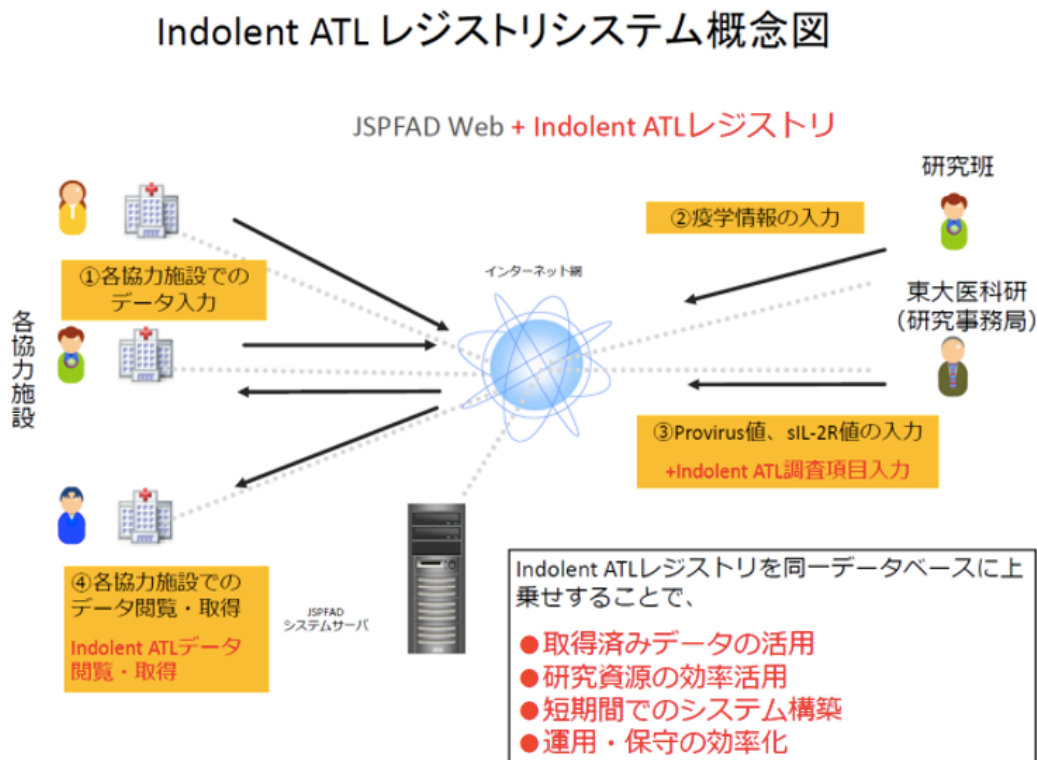 Indolent ATL レジストリシステム概念図
JSPFAD Web + Indolent ATLレジストリ
研究班
②疫学情報の入力
①各協力施設での
データ入力
インターネット網
東大医科研
（研究事務局）
各協力施設
③Provirus値、sIL-2R値の入力
+Indolent ATL調査項目入力
④各協力施設での
データ閲覧・取得
Indolent ATLデータ
閲覧・取得
JSPFAD
システムサーバ
Indolent ATLレジストリを同一データベースに上
乗せすることで、
●取得済みデータの活用
●研究資源の効率活用
●短期間でのシステム構築
●運用・保守の効率化